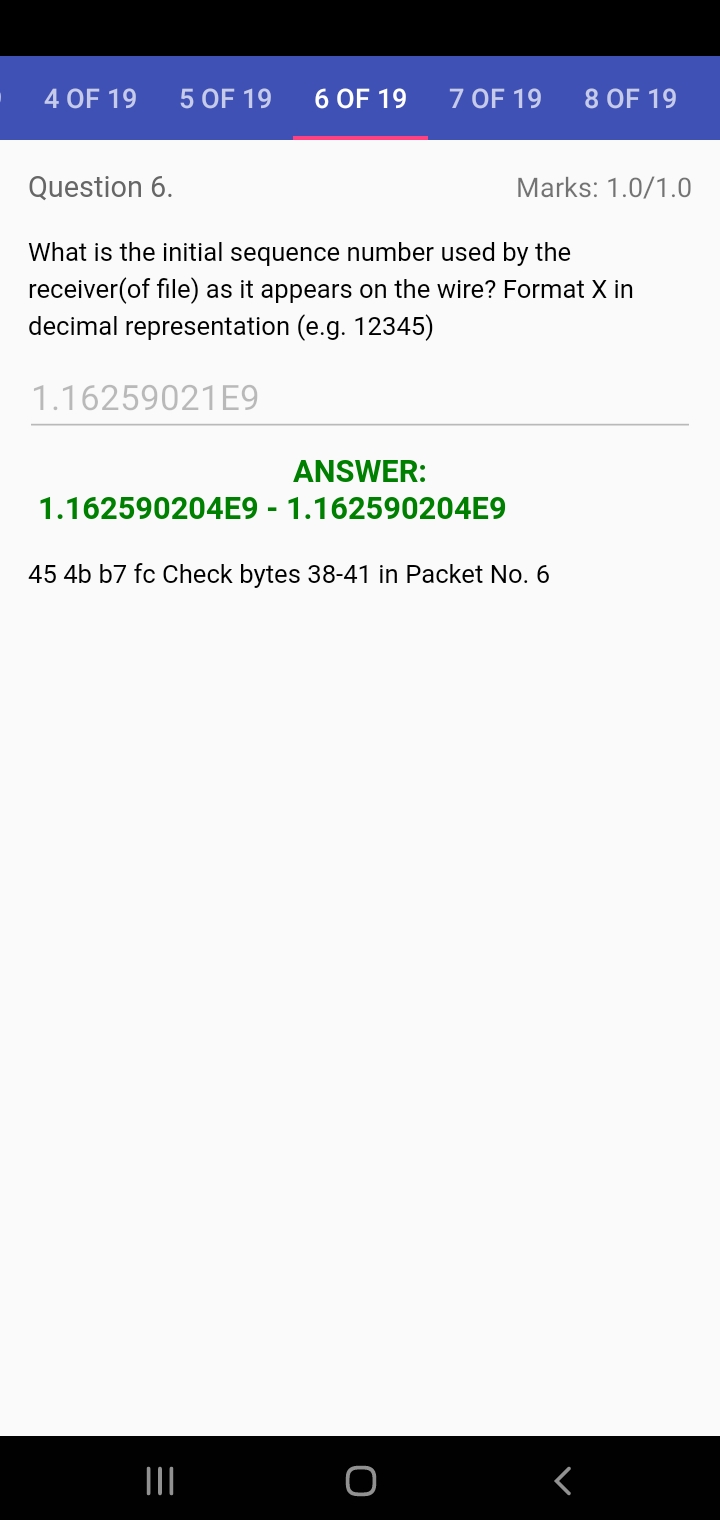 4 OF 19 5 OF 19 6 OF 19 7 OF 19 8 OF 19
Question 6. Marks: 1.0/1.0
What is the initial sequence number used by the
receiver(of file) as it appears on the wire? Format X in
decimal representation (e.g. 12345)
1.16259021E9
ANSWER:
1.162590204E9 - 1.162590204E9
45 4b b7 fc Check bytes 38-41 in Packet No. 6